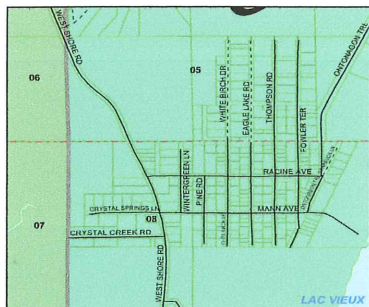 WEST SHORE RD
06
05
ONTONAGON TRL
WHITE BIRCH DR
EAGLE LAKE RD
THOMPSON RD
FOWLER TER
WINTERGREEN LN
PINE RD
RACINE AVE
CRYSTAL SPRINGS LN
MANN AVE
07
08
CRYSTAL CREEK RD
WEST SHORE RD
LAC VIEUX